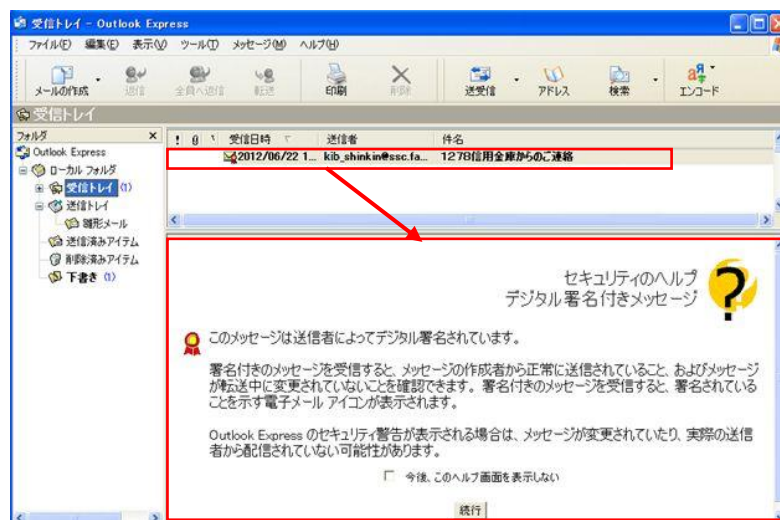 受信トレイ - Outlook Express
ファイル(F) 編集(E) 表示(V) ツール(T) メッセージ(M) ヘルプ(H)
メールの作成 返信 全員へ返信 転送 印刷 削除 送受信 アドレス 検索 エンコード
受信トレイ
フォルダ ×
Outlook Express
ローカル フォルダ
受信トレイ (1)
送信トレイ
雛形メール
送信済みアイテム
削除済みアイテム
下書き (1)
! 受信日時 送信者 件名
2012/06/22 1... kib_shinkin@ssc.fa... 1278信用金庫からのご連絡
セキュリティのヘルプ
デジタル署名付きメッセージ
このメッセージは送信者によってデジタル署名されています。
署名付きのメッセージを受信すると、メッセージの作成者から正常に送信されていること、およびメッセージ
が転送中に変更されていないことを確認できます。署名付きのメッセージを受信すると、署名されている
ことを示す電子メール アイコンが表示されます。
Outlook Express のセキュリティ警告が表示される場合は、メッセージが変更されていたり、実際の送信
者から配信されていない可能性があります。
今後、このヘルプ画面を表示しない
続行